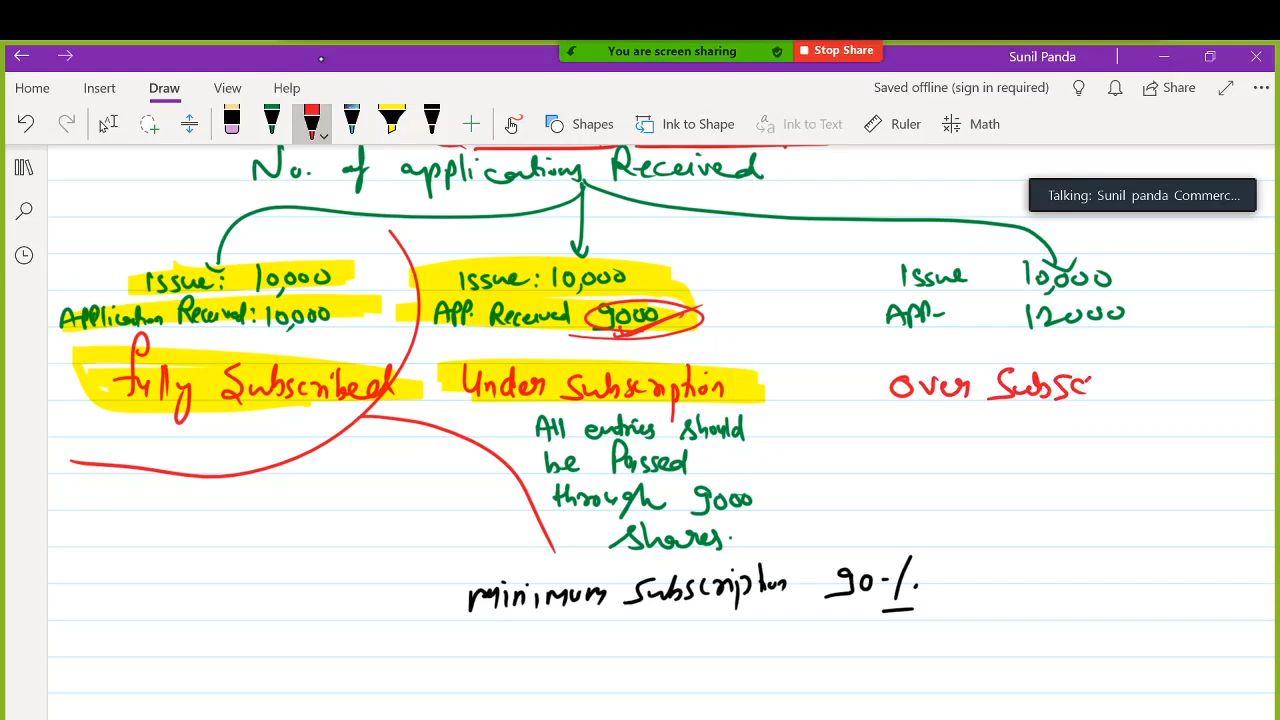 You are screen sharing
Stop Share
Sunil Panda
Home Insert Draw View Help
Saved offline (sign in required)
Share
Shapes
Ink to Shape
Ink to Text
Ruler
Math
Talking: Sunil panda Commerc...
No. of applications Received
Issue: 10,000
Application Received: 10,000
fully Subscribed
Issue: 10,000
App. Received 9000
Under Subscription
All entries should
be Passed
through 9000
Shares.
minimum Subscription 90%
Issue 10,000
App- 12000
Over Subsc